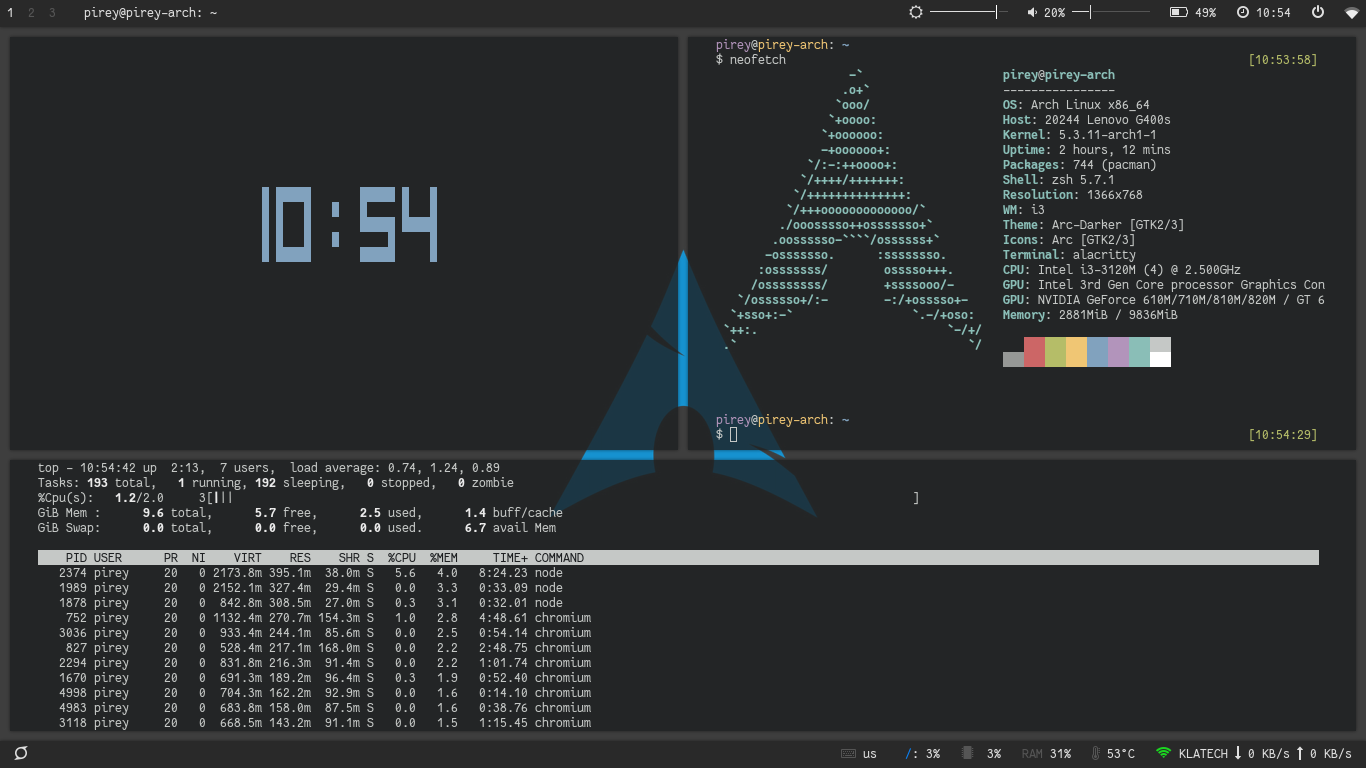 1 2 3 pirey@pirey-arch: ~ 20% 49% 10:54
10:54
pirey@pirey-arch: ~
$ neofetch [10:53:58]
-` pirey@pirey-arch
.o+` ----------------
`ooo/ OS: Arch Linux x86_64
`+oooo: Host: 20244 Lenovo G400s
`+oooooo: Kernel: 5.3.11-arch1-1
-+oooooo+: Uptime: 2 hours, 12 mins
`/:-:++oooo+: Packages: 744 (pacman)
`/++++/+++++++: Shell: zsh 5.7.1
`/++++++++++++++: Resolution: 1366x768
`/+++ooooooooooooo/` WM: i3
./ooosssso++osssssso+` Theme: Arc-Darker [GTK2/3]
.oossssso-````/ossssss+` Icons: Arc [GTK2/3]
-osssssso. :ssssssso. Terminal: alacritty
:osssssss/ osssso+++. CPU: Intel i3-3120M (4) @ 2.500GHz
/ossssssss/ +ssssooo/- GPU: Intel 3rd Gen Core processor Graphics Con
`/ossssso+/:- -:/+osssso+- GPU: NVIDIA GeForce 610M/710M/810M/820M / GT 6
`+sso+:-` `.-/+oso: Memory: 2881MiB / 9836MiB
`++:. `-/+/
.` `/
pirey@pirey-arch: ~
$ [10:54:29]
top - 10:54:42 up 2:13, 7 users, load average: 0.74, 1.24, 0.89
Tasks: 193 total, 1 running, 192 sleeping, 0 stopped, 0 zombie
%Cpu(s): 1.2/2.0 3[||| ]
GiB Mem : 9.6 total, 5.7 free, 2.5 used, 1.4 buff/cache
GiB Swap: 0.0 total, 0.0 free, 0.0 used. 6.7 avail Mem
PID USER PR NI VIRT RES SHR S %CPU %MEM TIME+ COMMAND
2374 pirey 20 0 2173.8m 395.1m 38.0m S 5.6 4.0 8:24.23 node
1989 pirey 20 0 2152.1m 327.4m 29.4m S 0.0 3.3 0:33.09 node
1878 pirey 20 0 842.8m 308.5m 27.0m S 0.3 3.1 0:32.01 node
752 pirey 20 0 1132.4m 270.7m 154.3m S 1.0 2.8 4:48.61 chromium
3036 pirey 20 0 933.4m 244.1m 85.6m S 0.0 2.5 0:54.14 chromium
827 pirey 20 0 528.4m 217.1m 168.0m S 0.0 2.2 2:48.75 chromium
2294 pirey 20 0 831.8m 216.3m 91.4m S 0.0 2.2 1:01.74 chromium
1670 pirey 20 0 691.3m 189.2m 96.4m S 0.3 1.9 0:52.40 chromium
4998 pirey 20 0 704.3m 162.2m 92.9m S 0.0 1.6 0:14.10 chromium
4983 pirey 20 0 683.8m 158.0m 87.5m S 0.0 1.6 0:38.76 chromium
3118 pirey 20 0 668.5m 143.2m 91.1m S 0.0 1.5 1:15.45 chromium
us /: 3% 3% RAM 31% 53°C KLATECH 0 KB/s 0 KB/s